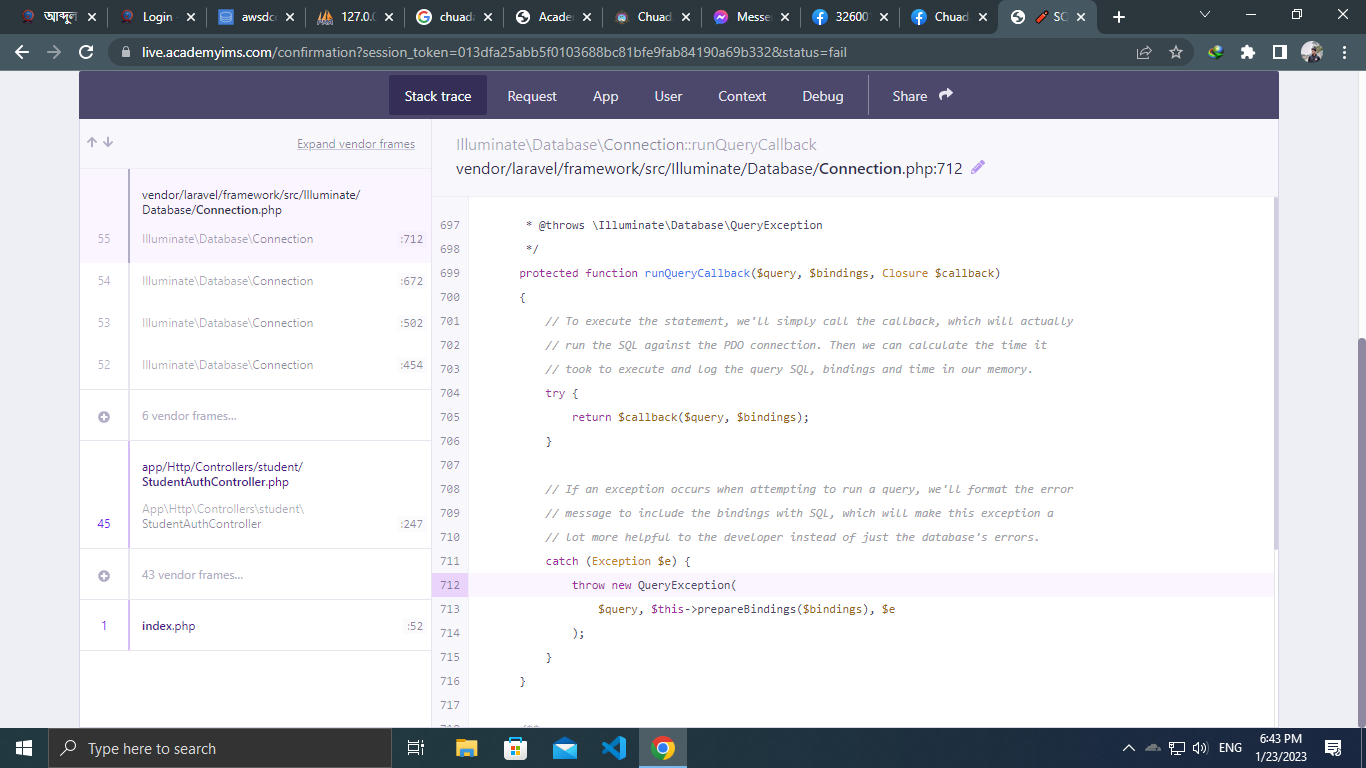 আব্দুল
Login
awsdc
127.0.0
chuad
Acade
Chuad
Messe
32600
Chuad
SC
live.academyims.com/confirmation?session_token=013dfa25abb5f0103688bc81bfe9fab84190a69b332&status=fail
Stack trace
Request
App
User
Context
Debug
Share
Expand vendor frames
vendor/laravel/framework/src/Illuminate/
Database/Connection.php
55 Illuminate\Database\Connection :712
54 Illuminate\Database\Connection :672
53 Illuminate\Database\Connection :502
52 Illuminate\Database\Connection :454
6 vendor frames...
app/Http/Controllers/student/
StudentAuthController.php
App\Http\Controllers\student\
45 StudentAuthController :247
43 vendor frames...
1 index.php :52
Illuminate\Database\Connection::runQueryCallback
vendor/laravel/framework/src/Illuminate/Database/Connection.php:712
697 * @throws \Illuminate\Database\QueryException
698 */
699 protected function runQueryCallback($query, $bindings, Closure $callback)
700 {
701 // To execute the statement, we'll simply call the callback, which will actually
702 // run the SQL against the PDO connection. Then we can calculate the time it
703 // took to execute and log the query SQL, bindings and time in our memory.
704 try {
705 return $callback($query, $bindings);
706 }
707
708 // If an exception occurs when attempting to run a query, we'll format the error
709 // message to include the bindings with SQL, which will make this exception a
710 // lot more helpful to the developer instead of just the database's errors.
711 catch (Exception $e) {
712 throw new QueryException(
713 $query, $this->prepareBindings($bindings), $e
714 );
715 }
716 }
717
Type here to search
ENG
6:43 PM
1/23/2023